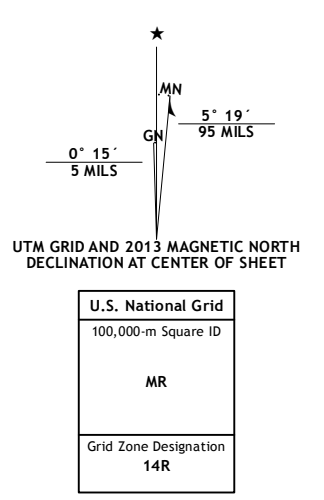 ★
MN
5° 19´
95 MILS
GN
0° 15´
5 MILS
UTM GRID AND 2013 MAGNETIC NORTH
DECLINATION AT CENTER OF SHEET
U.S. National Grid
100,000-m Square ID
MR
Grid Zone Designation
14R